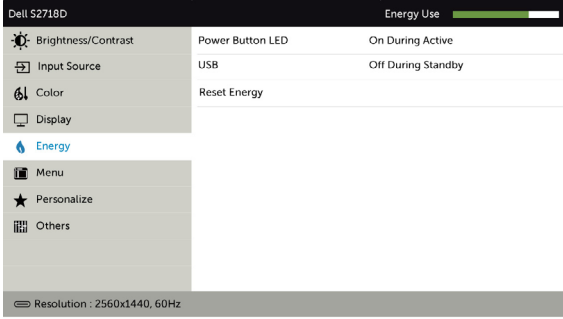 Dell S2718D Energy Use
Brightness/Contrast Power Button LED On During Active
Input Source USB Off During Standby
Color Reset Energy
Display
Energy
Menu
Personalize
Others
Resolution : 2560x1440, 60Hz